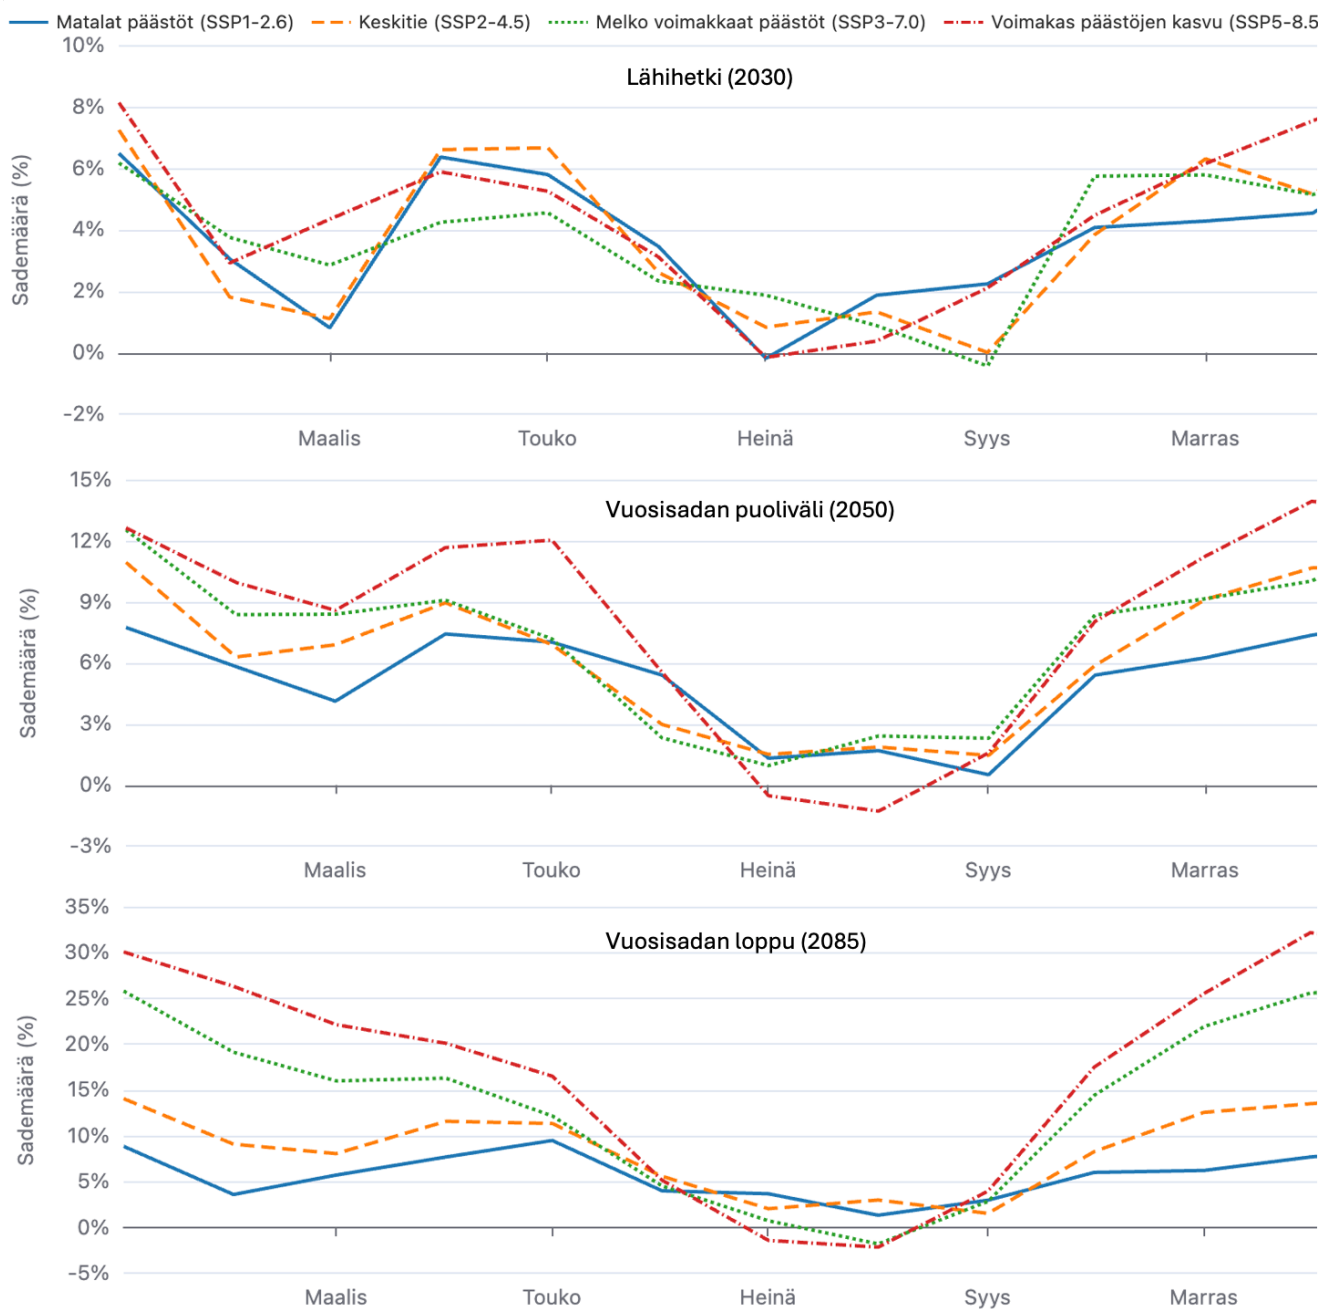 Matalat päästöt (SSP1-2.6) Keskitie (SSP2-4.5) Melko voimakkaat päästöt (SSP3-7.0) Voimakas päästöjen kasvu (SSP5-8.5
Lähihetki (2030)
Sademäärä (%)
10%
8%
6%
4%
2%
0%
-2%
Maalis Touko Heinä Syys Marras
Vuosisadan puoliväli (2050)
Sademäärä (%)
15%
12%
9%
6%
3%
0%
-3%
Maalis Touko Heinä Syys Marras
Vuosisadan loppu (2085)
Sademäärä (%)
35%
30%
25%
20%
15%
10%
5%
0%
-5%
Maalis Touko Heinä Syys Marras